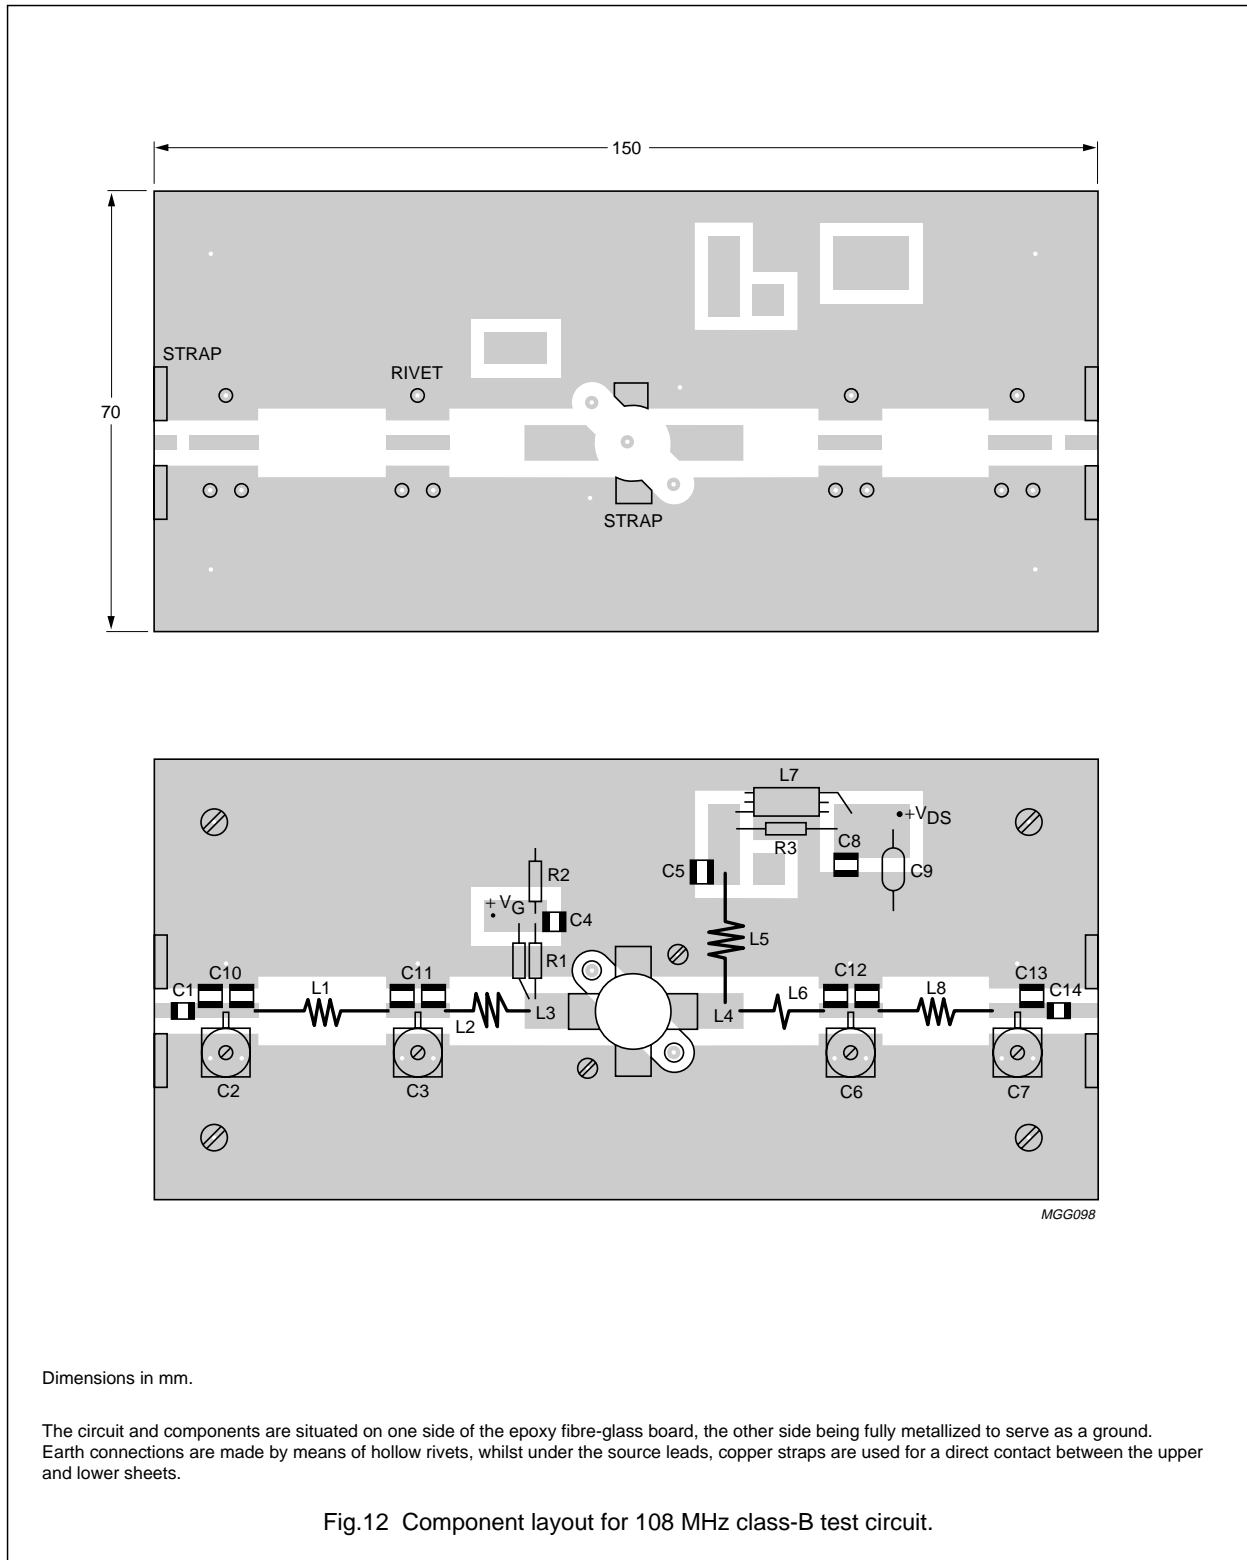 150
STRAP
RIVET
70
STRAP
L7
+VDS
C8
R3
C5
C9
R2
+ VG
C4
L5
R1
C10
C11
C12
C13
C1
L1
L6
L8
C14
L2
L3
L4
C2
C3
C6
C7
MGG098
Dimensions in mm.
The circuit and components are situated on one side of the epoxy fibre-glass board, the other side being fully metallized to serve as a ground.
Earth connections are made by means of hollow rivets, whilst under the source leads, copper straps are used for a direct contact between the upper
and lower sheets.
Fig.12 Component layout for 108 MHz class-B test circuit.